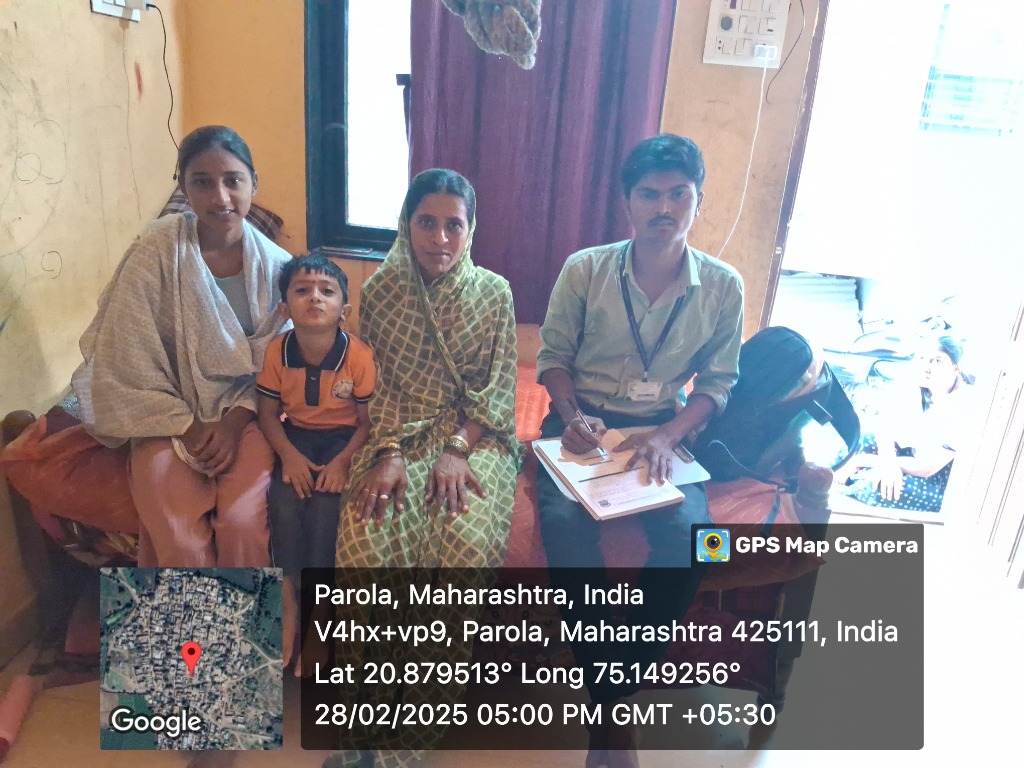 GPS Map Camera
Parola, Maharashtra, India
V4hx+vp9, Parola, Maharashtra 425111, India
Lat 20.879513° Long 75.149256°
28/02/2025 05:00 PM GMT +05:30
Google